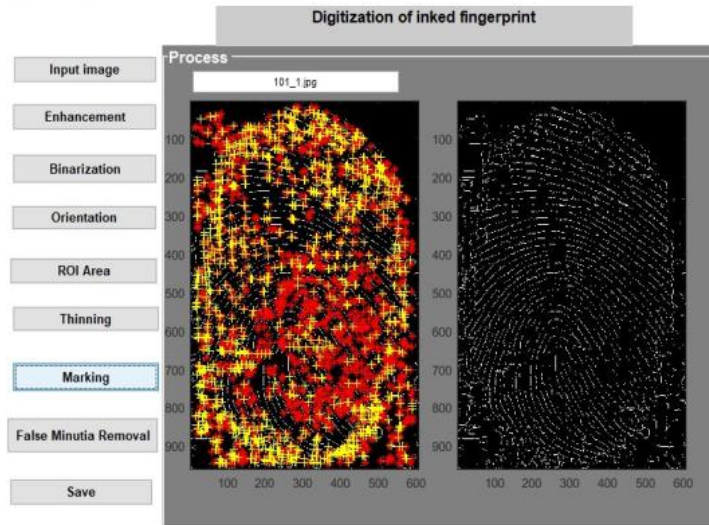 Digitization of inked fingerprint
Process
101_1.jpg
Input image
Enhancement
Binarization
Orientation
ROI Area
Thinning
Marking
False Minutia Removal
Save
100
200
300
400
500
600
700
800
900
100 200 300 400 500 600
100
200
300
400
500
600
700
800
900
100 200 300 400 500 600